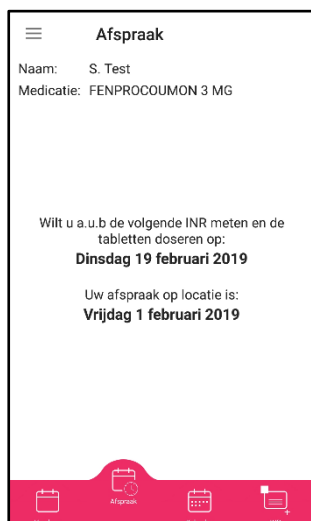 Afspraak
Naam: S. Test
Medicatie: FENPROCOUMON 3 MG
Wilt u a.u.b de volgende INR meten en de
tabletten doseren op:
Dinsdag 19 februari 2019
Uw afspraak op locatie is:
Vrijdag 1 februari 2019
Afspraak